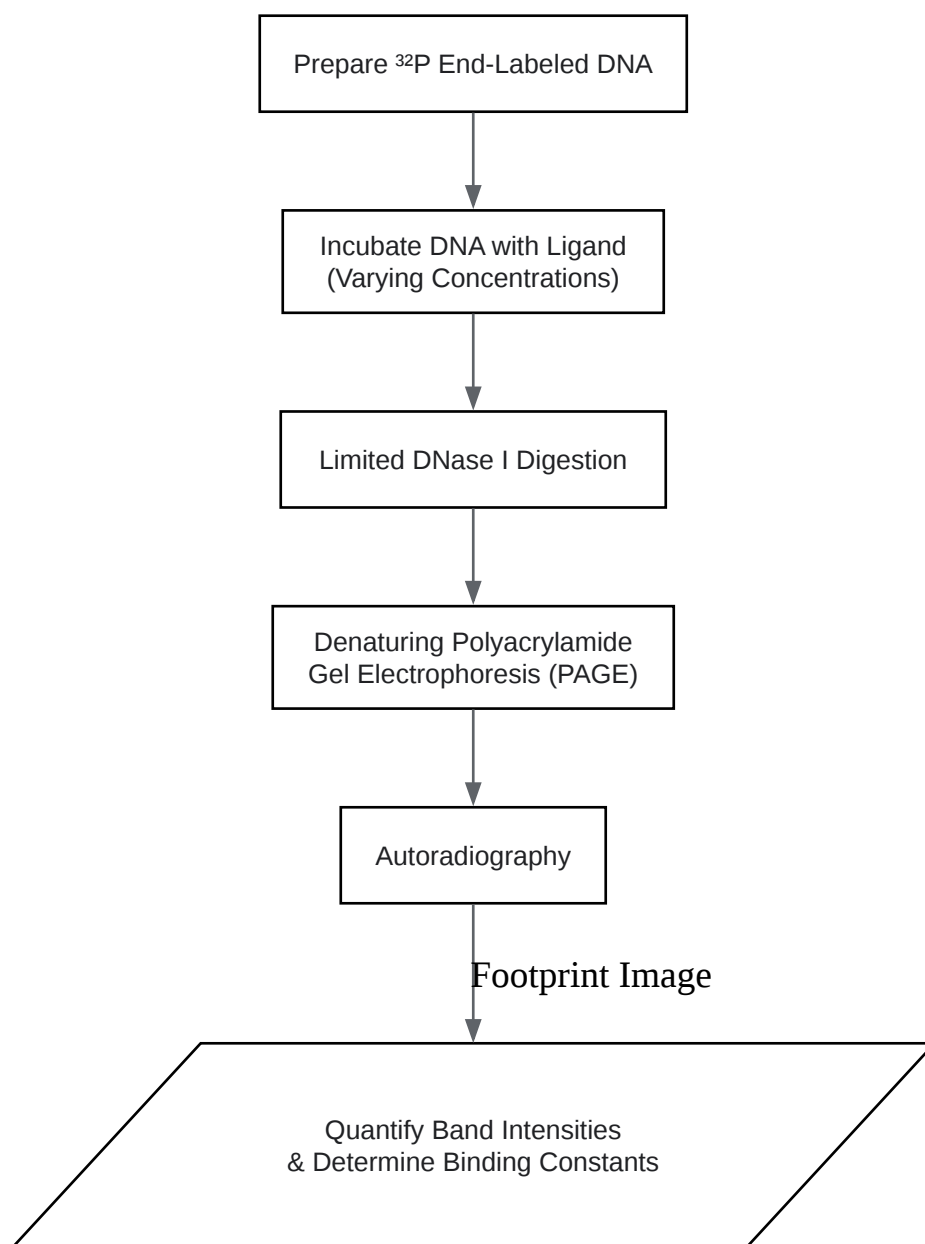 Prepare ³²P End-Labeled DNA
Incubate DNA with Ligand
(Varying Concentrations)
Limited DNase I Digestion
Denaturing Polyacrylamide
Gel Electrophoresis (PAGE)
Autoradiography
Footprint Image
Quantify Band Intensities
& Determine Binding Constants